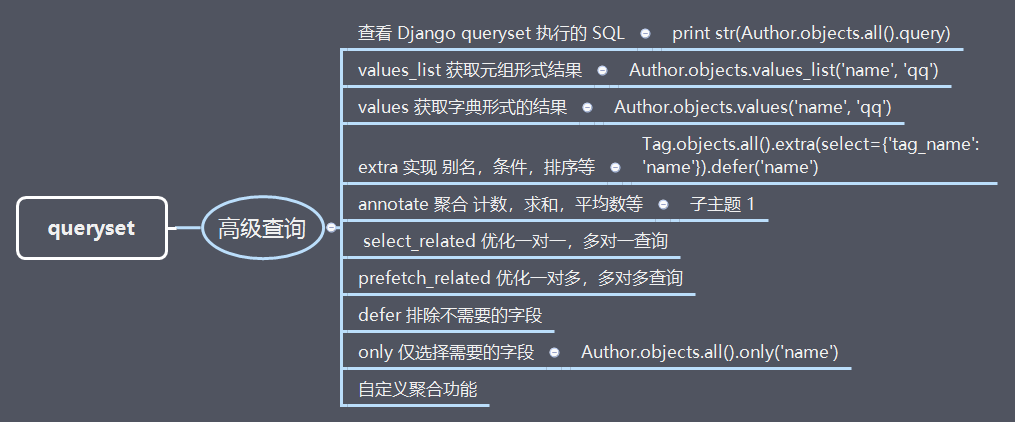 queryset
高级查询
查看 Django queryset 执行的 SQL
print str(Author.objects.all().query)
values_list 获取元组形式结果
Author.objects.values_list('name', 'qq')
values 获取字典形式的结果
Author.objects.values('name', 'qq')
extra 实现 别名，条件，排序等
Tag.objects.all().extra(select={'tag_name':
'name'}).defer('name')
annotate 聚合 计数，求和，平均数等
子主题 1
select_related 优化一对一，多对一查询
prefetch_related 优化一对多，多对多查询
defer 排除不需要的字段
only 仅选择需要的字段
Author.objects.all().only('name')
自定义聚合功能